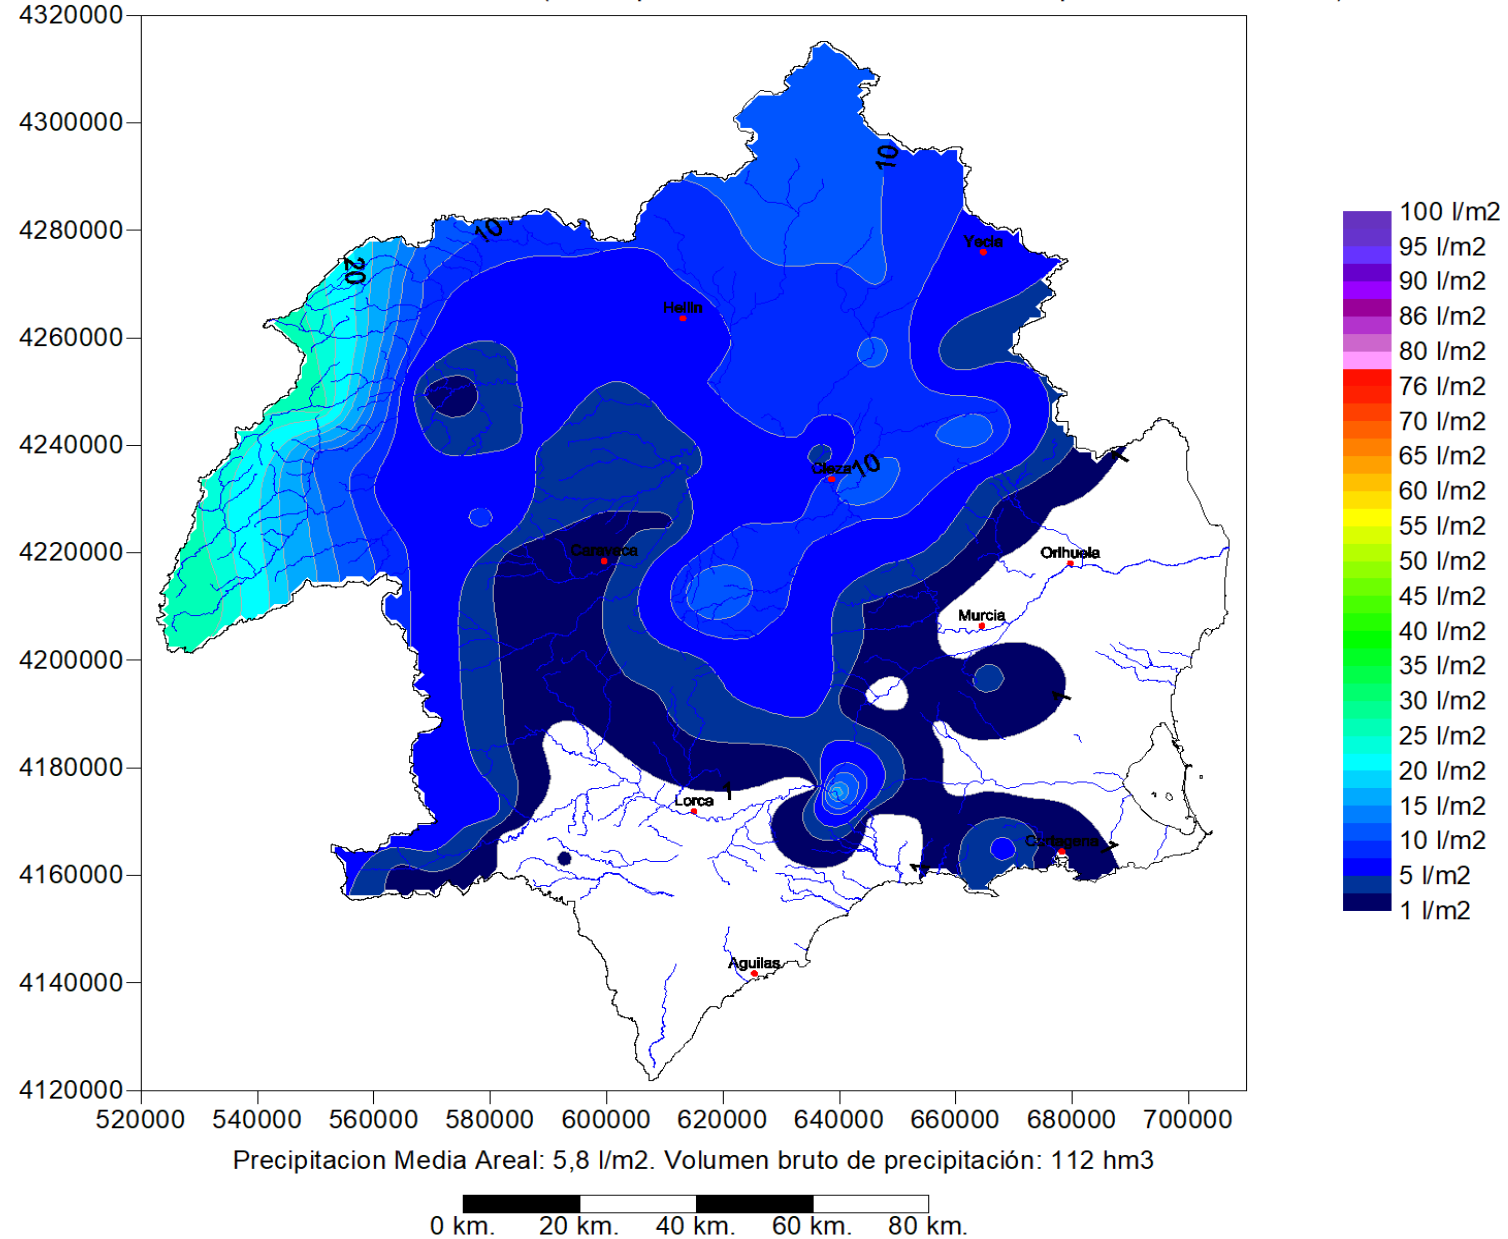 4320000
4300000
4280000
4260000
4240000
4220000
4200000
4180000
4160000
4140000
4120000
520000 540000 560000 580000 600000 620000 640000 660000 680000 700000
10
10
20
Yecla
Hellin
Cieza
10
Caravaca
Orihuela
Murcia
1
1
1
Lorca
Cartagena
1
1
Aguilas
100 l/m2
95 l/m2
90 l/m2
86 l/m2
80 l/m2
76 l/m2
70 l/m2
65 l/m2
60 l/m2
55 l/m2
50 l/m2
45 l/m2
40 l/m2
35 l/m2
30 l/m2
25 l/m2
20 l/m2
15 l/m2
10 l/m2
5 l/m2
1 l/m2
Precipitacion Media Areal: 5,8 l/m2. Volumen bruto de precipitación: 112 hm3
0 km. 20 km. 40 km. 60 km. 80 km.